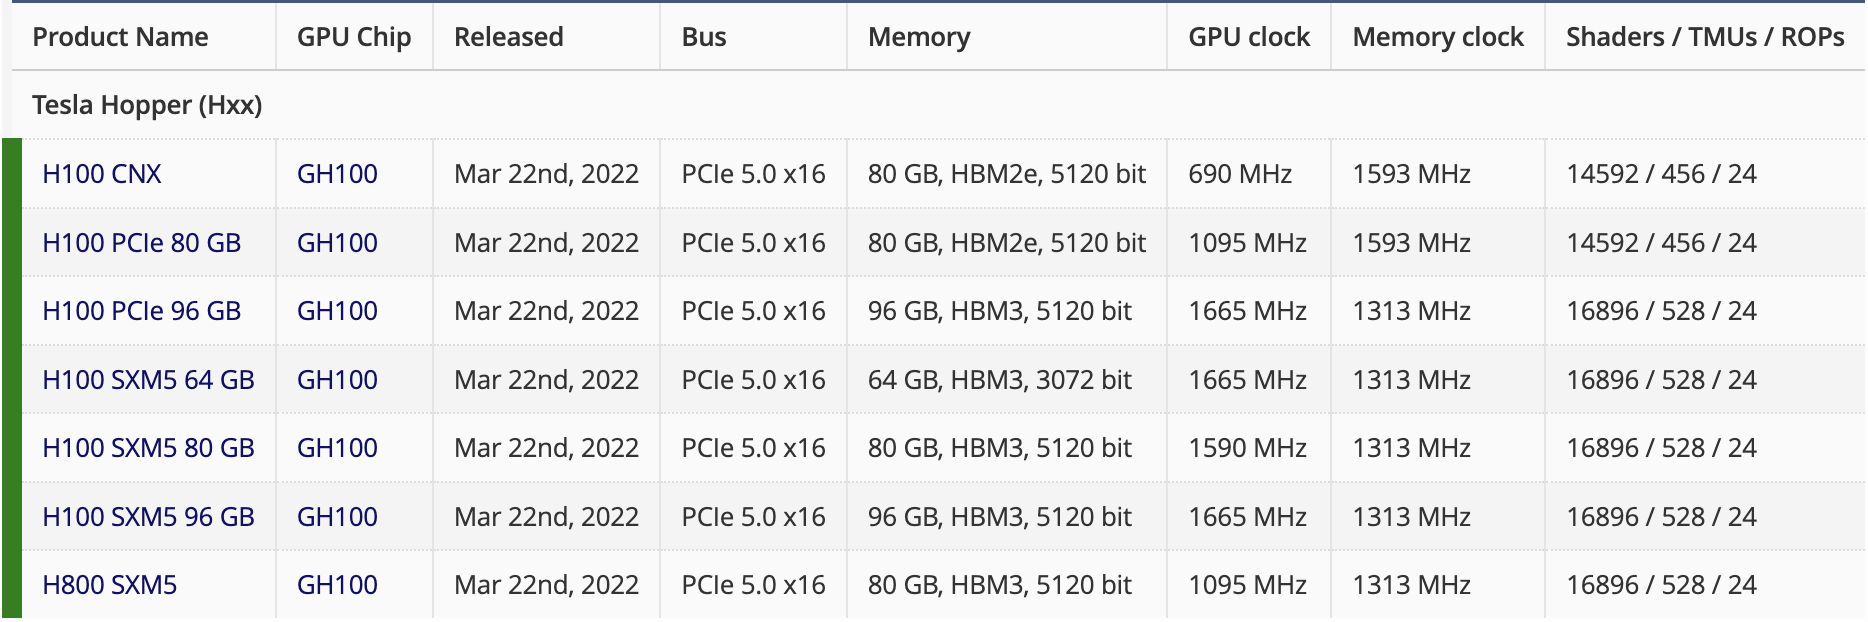 Product Name GPU Chip Released Bus Memory GPU clock Memory clock Shaders / TMUs / ROPs
Tesla Hopper (Hxx)
H100 CNX GH100 Mar 22nd, 2022 PCIe 5.0 x16 80 GB, HBM2e, 5120 bit 690 MHz 1593 MHz 14592 / 456 / 24
H100 PCIe 80 GB GH100 Mar 22nd, 2022 PCIe 5.0 x16 80 GB, HBM2e, 5120 bit 1095 MHz 1593 MHz 14592 / 456 / 24
H100 PCIe 96 GB GH100 Mar 22nd, 2022 PCIe 5.0 x16 96 GB, HBM3, 5120 bit 1665 MHz 1313 MHz 16896 / 528 / 24
H100 SXM5 64 GB GH100 Mar 22nd, 2022 PCIe 5.0 x16 64 GB, HBM3, 3072 bit 1665 MHz 1313 MHz 16896 / 528 / 24
H100 SXM5 80 GB GH100 Mar 22nd, 2022 PCIe 5.0 x16 80 GB, HBM3, 5120 bit 1590 MHz 1313 MHz 16896 / 528 / 24
H100 SXM5 96 GB GH100 Mar 22nd, 2022 PCIe 5.0 x16 96 GB, HBM3, 5120 bit 1665 MHz 1313 MHz 16896 / 528 / 24
H800 SXM5 GH100 Mar 22nd, 2022 PCIe 5.0 x16 80 GB, HBM3, 5120 bit 1095 MHz 1313 MHz 16896 / 528 / 24